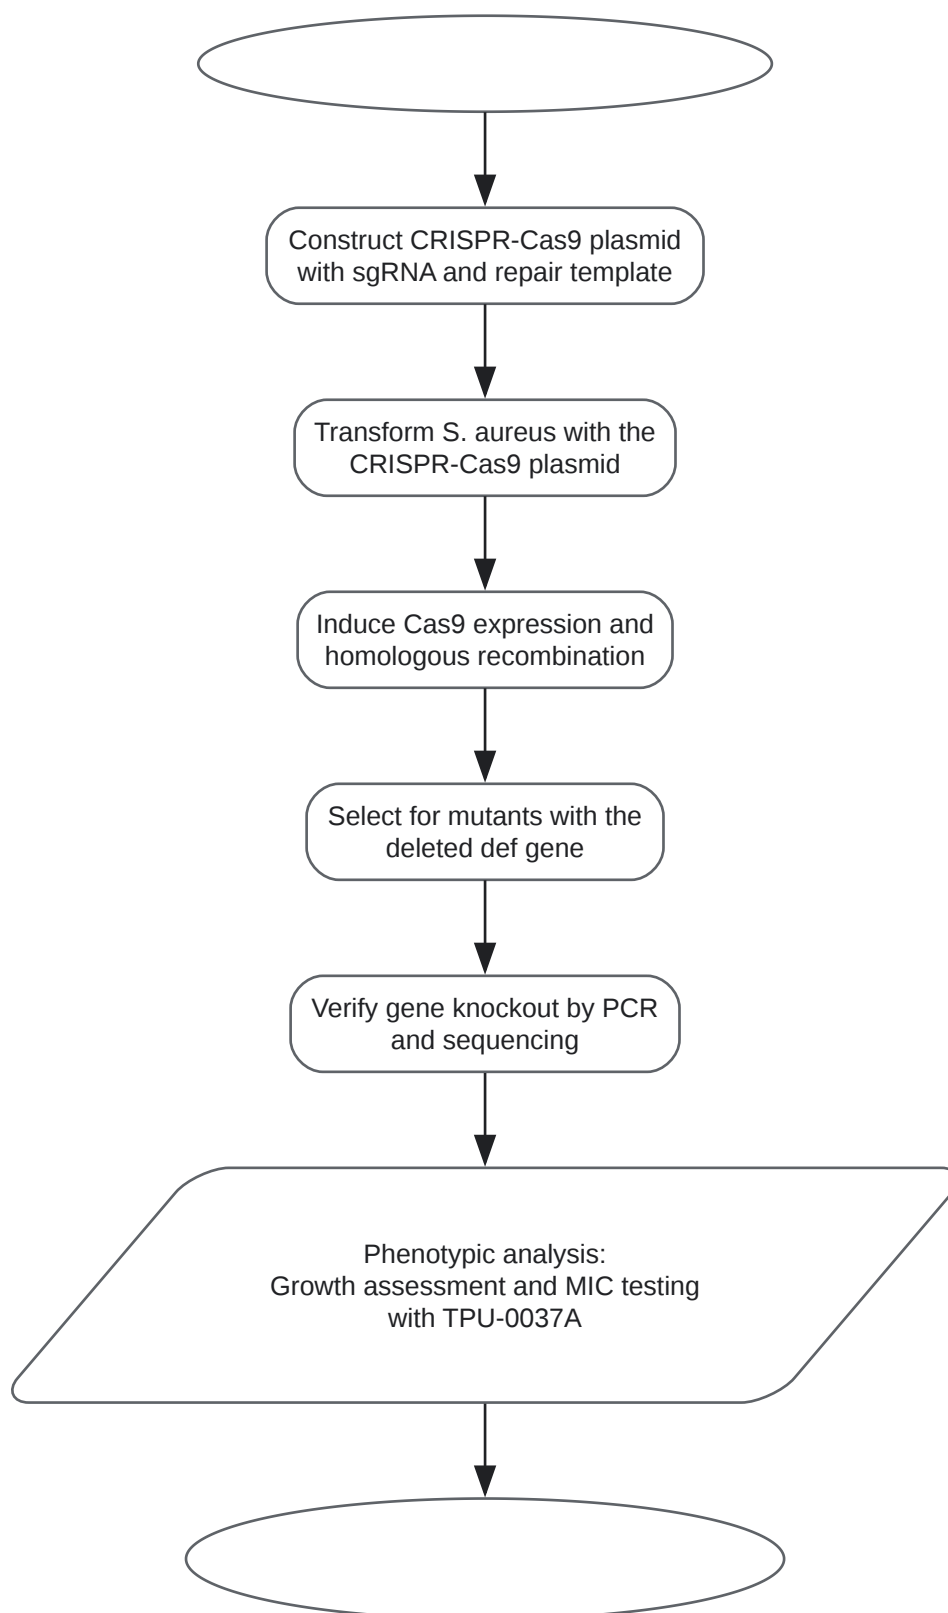 Construct CRISPR-Cas9 plasmid
with sgRNA and repair template
Transform S. aureus with the
CRISPR-Cas9 plasmid
Induce Cas9 expression and
homologous recombination
Select for mutants with the
deleted def gene
Verify gene knockout by PCR
and sequencing
Phenotypic analysis:
Growth assessment and MIC testing
with TPU-0037A